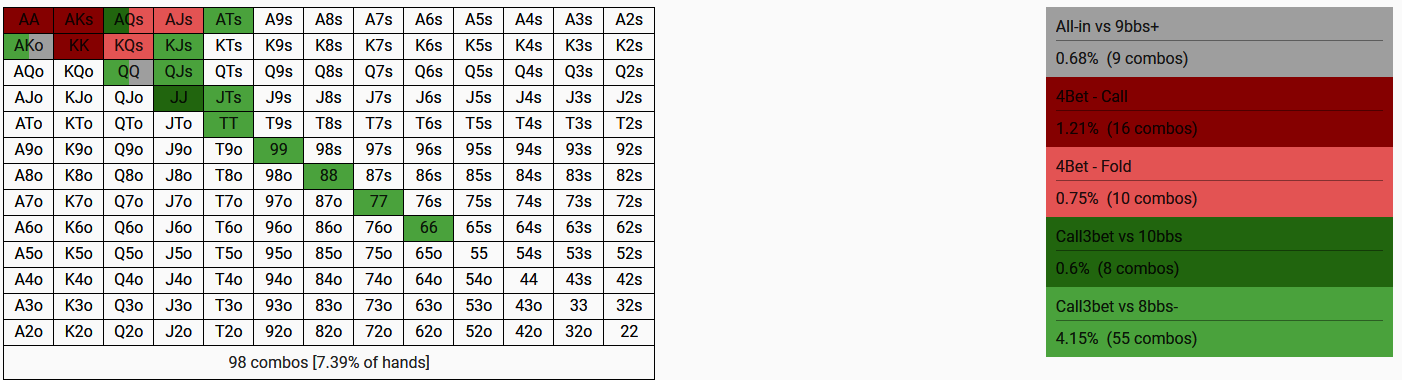 AA AKs AQs AJs ATs A9s A8s A7s A6s A5s A4s A3s A2s
AKo KK KQs KJs KTs K9s K8s K7s K6s K5s K4s K3s K2s
AQo KQo QQ QJs QTs Q9s Q8s Q7s Q6s Q5s Q4s Q3s Q2s
AJo KJo QJo JJ JTs J9s J8s J7s J6s J5s J4s J3s J2s
ATo KTo QTo JTo TT T9s T8s T7s T6s T5s T4s T3s T2s
A9o K9o Q9o J9o T9o 99 98s 97s 96s 95s 94s 93s 92s
A8o K8o Q8o J8o T8o 98o 88 87s 86s 85s 84s 83s 82s
A7o K7o Q7o J7o T7o 97o 87o 77 76s 75s 74s 73s 72s
A6o K6o Q6o J6o T6o 96o 86o 76o 66 65s 64s 63s 62s
A5o K5o Q5o J5o T5o 95o 85o 75o 65o 55 54s 53s 52s
A4o K4o Q4o J4o T4o 94o 84o 74o 64o 54o 44 43s 42s
A3o K3o Q3o J3o T3o 93o 83o 73o 63o 53o 43o 33 32s
A2o K2o Q2o J2o T2o 92o 82o 72o 62o 52o 42o 32o 22
98 combos [7.39% of hands]
All-in vs 9bbs+
0.68% (9 combos)
4Bet - Call
1.21% (16 combos)
4Bet - Fold
0.75% (10 combos)
Call3bet vs 10bbs
0.6% (8 combos)
Call3bet vs 8bbs-
4.15% (55 combos)